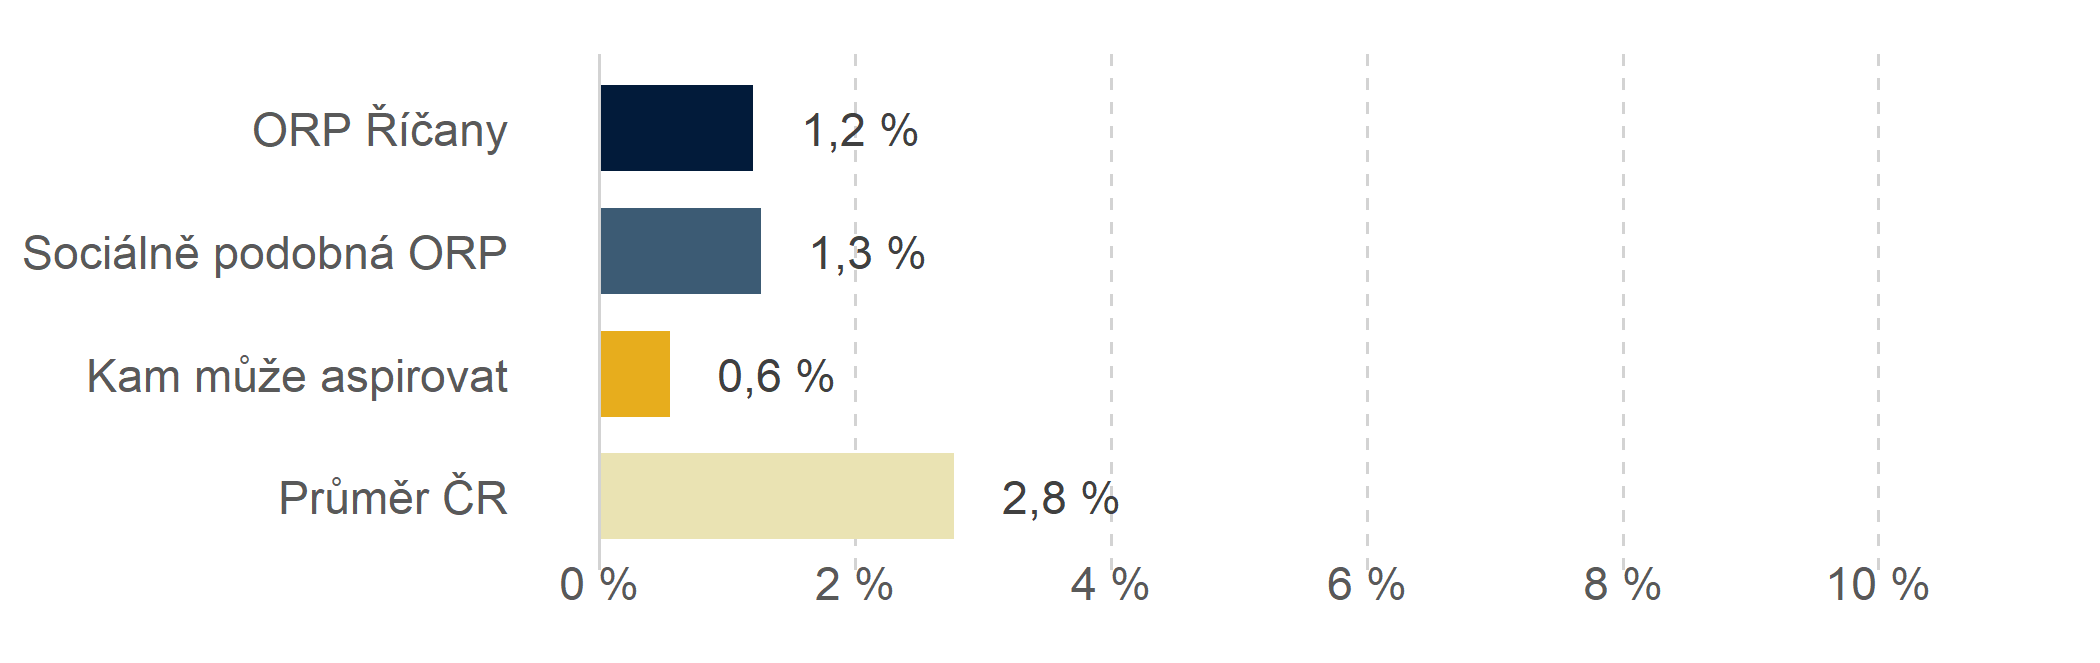 ORP Říčany
1,2 %
Sociálně podobná ORP
1,3 %
Kam může aspirovat
0,6 %
Průměr ČR
2,8 %
0 %
2 %
4 %
6 %
8 %
10 %